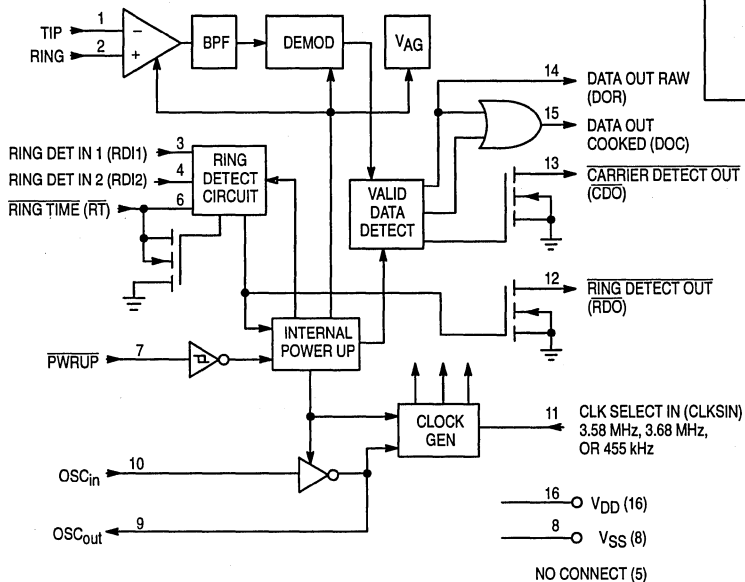 TIP 1
RING 2
−
+
BPF
DEMOD
VAG
14 DATA OUT RAW
(DOR)
15 DATA OUT
COOKED (DOC)
13 CARRIER DETECT OUT
(CDO)
RING DET IN 1 (RDI1) 3
RING DET IN 2 (RDI2) 4
RING TIME (RT) 6
RING
DETECT
CIRCUIT
VALID
DATA
DETECT
12 RING DETECT OUT
(RDO)
PWRUP 7
INTERNAL
POWER UP
CLOCK
GEN
11 CLK SELECT IN (CLKSIN)
3.58 MHz, 3.68 MHz,
OR 455 kHz
OSCin 10
OSCout 9
16 VDD (16)
8 VSS (8)
NO CONNECT (5)